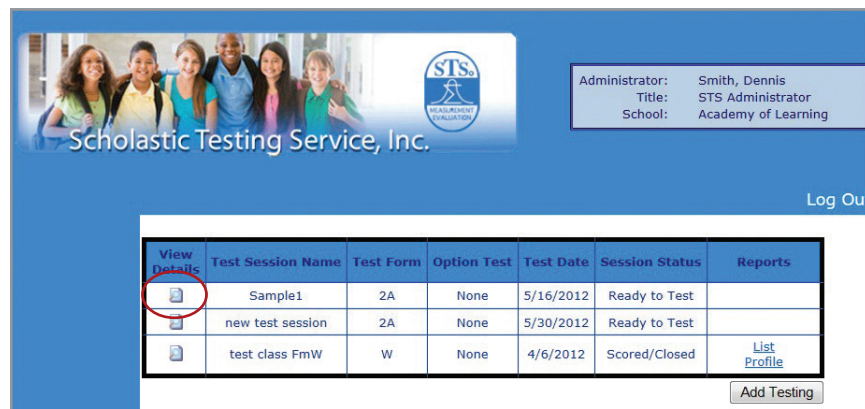 STS®
MEASUREMENT
EVALUATION
Scholastic Testing Service, Inc.
Administrator: Smith, Dennis
Title: STS Administrator
School: Academy of Learning
Log Ou
View Details Test Session Name Test Form Option Test Test Date Session Status Reports
Sample1 2A None 5/16/2012 Ready to Test
new test session 2A None 5/30/2012 Ready to Test
test class FmW W None 4/6/2012 Scored/Closed List
Profile
Add Testing